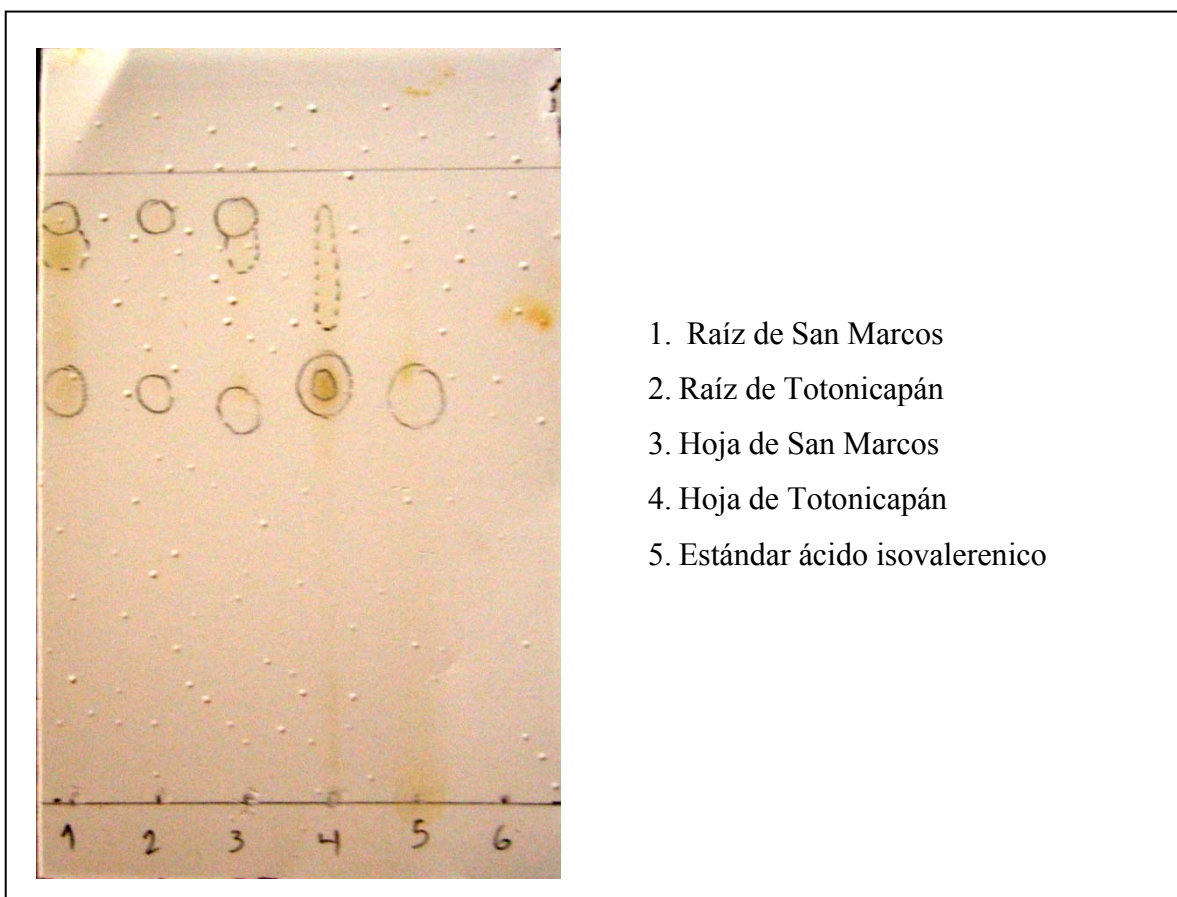 1. Raíz de San Marcos
2. Raíz de Totonicapán
3. Hoja de San Marcos
4. Hoja de Totonicapán
5. Estándar ácido isovalerenico
1 2 3 4 5 6